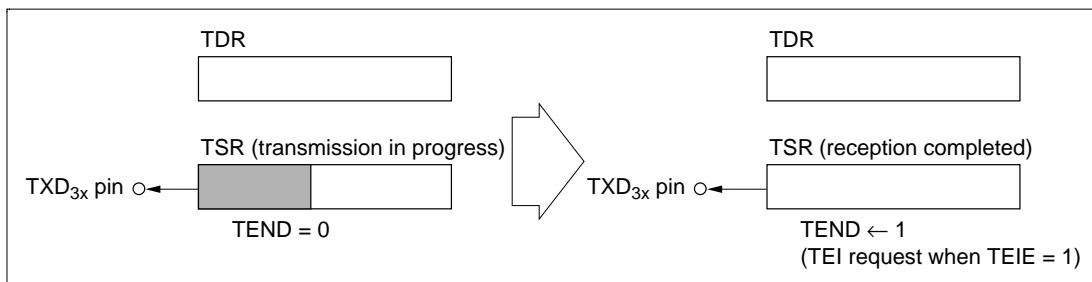 TDR
TSR (transmission in progress)
TXD3x pin
TEND = 0
TDR
TSR (reception completed)
TXD3x pin
TEND ← 1
(TEI request when TEIE = 1)